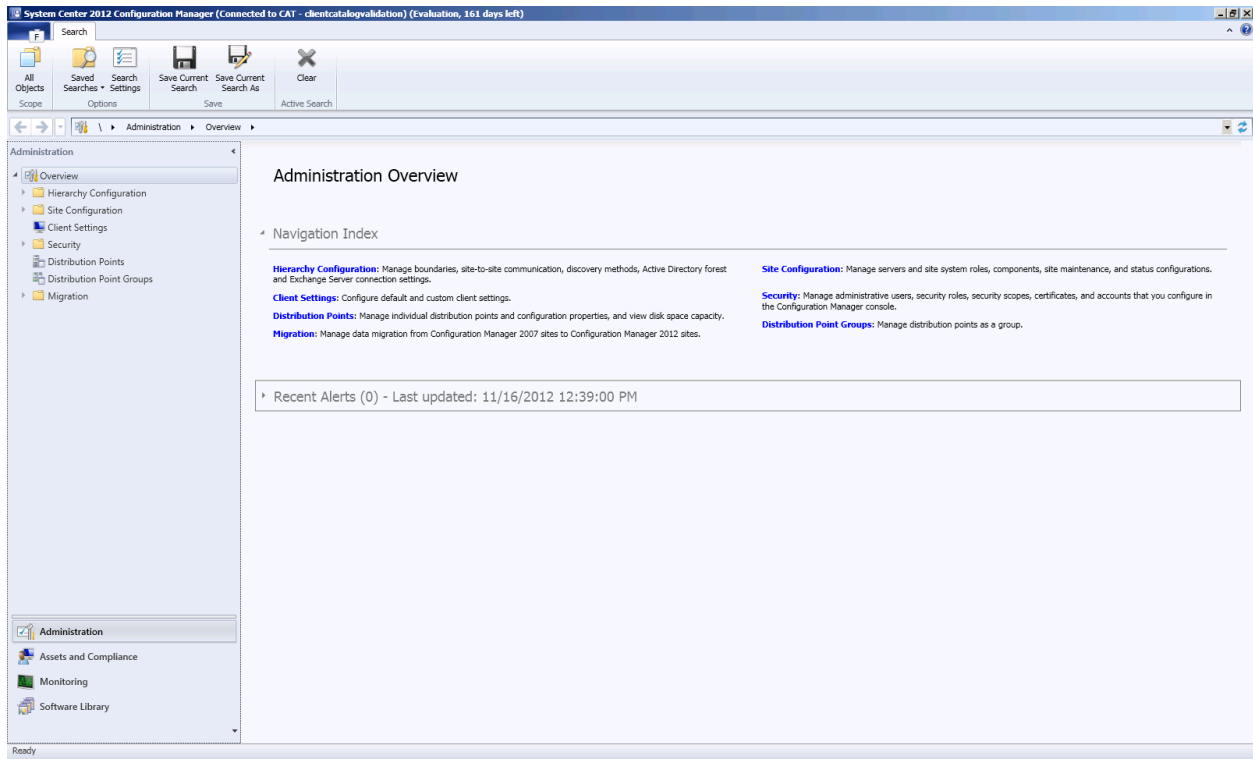 System Center 2012 Configuration Manager (Connected to CAT - clientcatalogvalidation) (Evaluation, 161 days left)
F
Search
All Objects
Saved Searches
Search Settings
Save Current Search
Save Current Search As
Clear
Scope
Options
Save
Active Search
\ Administration Overview
Administration
Overview
Hierarchy Configuration
Site Configuration
Client Settings
Security
Distribution Points
Distribution Point Groups
Migration
Administration
Assets and Compliance
Monitoring
Software Library
Administration Overview
Navigation Index
Hierarchy Configuration: Manage boundaries, site-to-site communication, discovery methods, Active Directory forest
and Exchange Server connection settings.
Client Settings: Configure default and custom client settings.
Distribution Points: Manage individual distribution points and configuration properties, and view disk space capacity.
Migration: Manage data migration from Configuration Manager 2007 sites to Configuration Manager 2012 sites.
Site Configuration: Manage servers and site system roles, components, site maintenance, and status configurations.
Security: Manage administrative users, security roles, security scopes, certificates, and accounts that you configure in
the Configuration Manager console.
Distribution Point Groups: Manage distribution points as a group.
Recent Alerts (0) - Last updated: 11/16/2012 12:39:00 PM
Ready